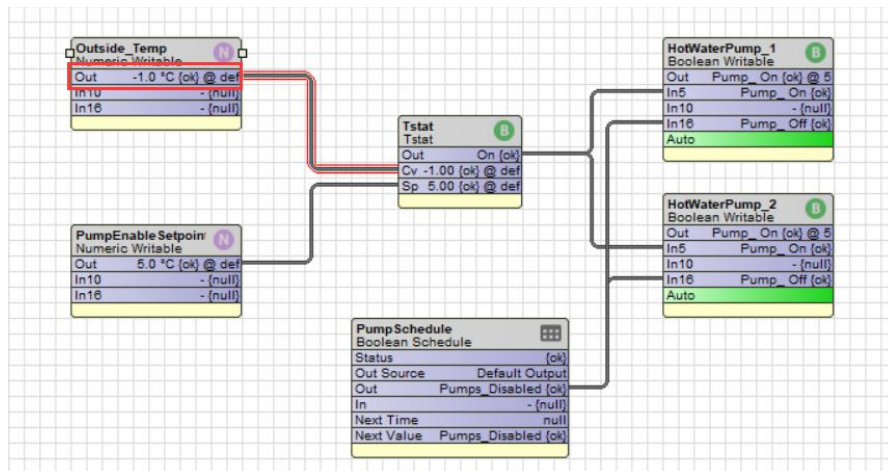 Outside_Temp
Numeric Writable
Out -1.0 °C {ok} @ def
In10 - {null}
In16 - {null}
PumpEnableSetpoint
Numeric Writable
Out 5.0 °C {ok} @ def
In10 - {null}
In16 - {null}
Tstat
Tstat
Out On {ok}
Cv -1.00 {ok} @ def
Sp 5.00 {ok} @ def
PumpSchedule
Boolean Schedule
Status {ok}
Out Source Default Output
Out Pumps_Disabled {ok}
In - {null}
Next Time null
Next Value Pumps_Disabled {ok}
HotWaterPump_1
Boolean Writable
Out Pump_ On {ok} @ 5
In5 Pump_ On {ok}
In10 - {null}
In16 Pump_ Off {ok}
Auto
HotWaterPump_2
Boolean Writable
Out Pump_ On {ok} @ 5
In5 Pump_ On {ok}
In10 - {null}
In16 Pump_ Off {ok}
Auto
N
N
B
B
B